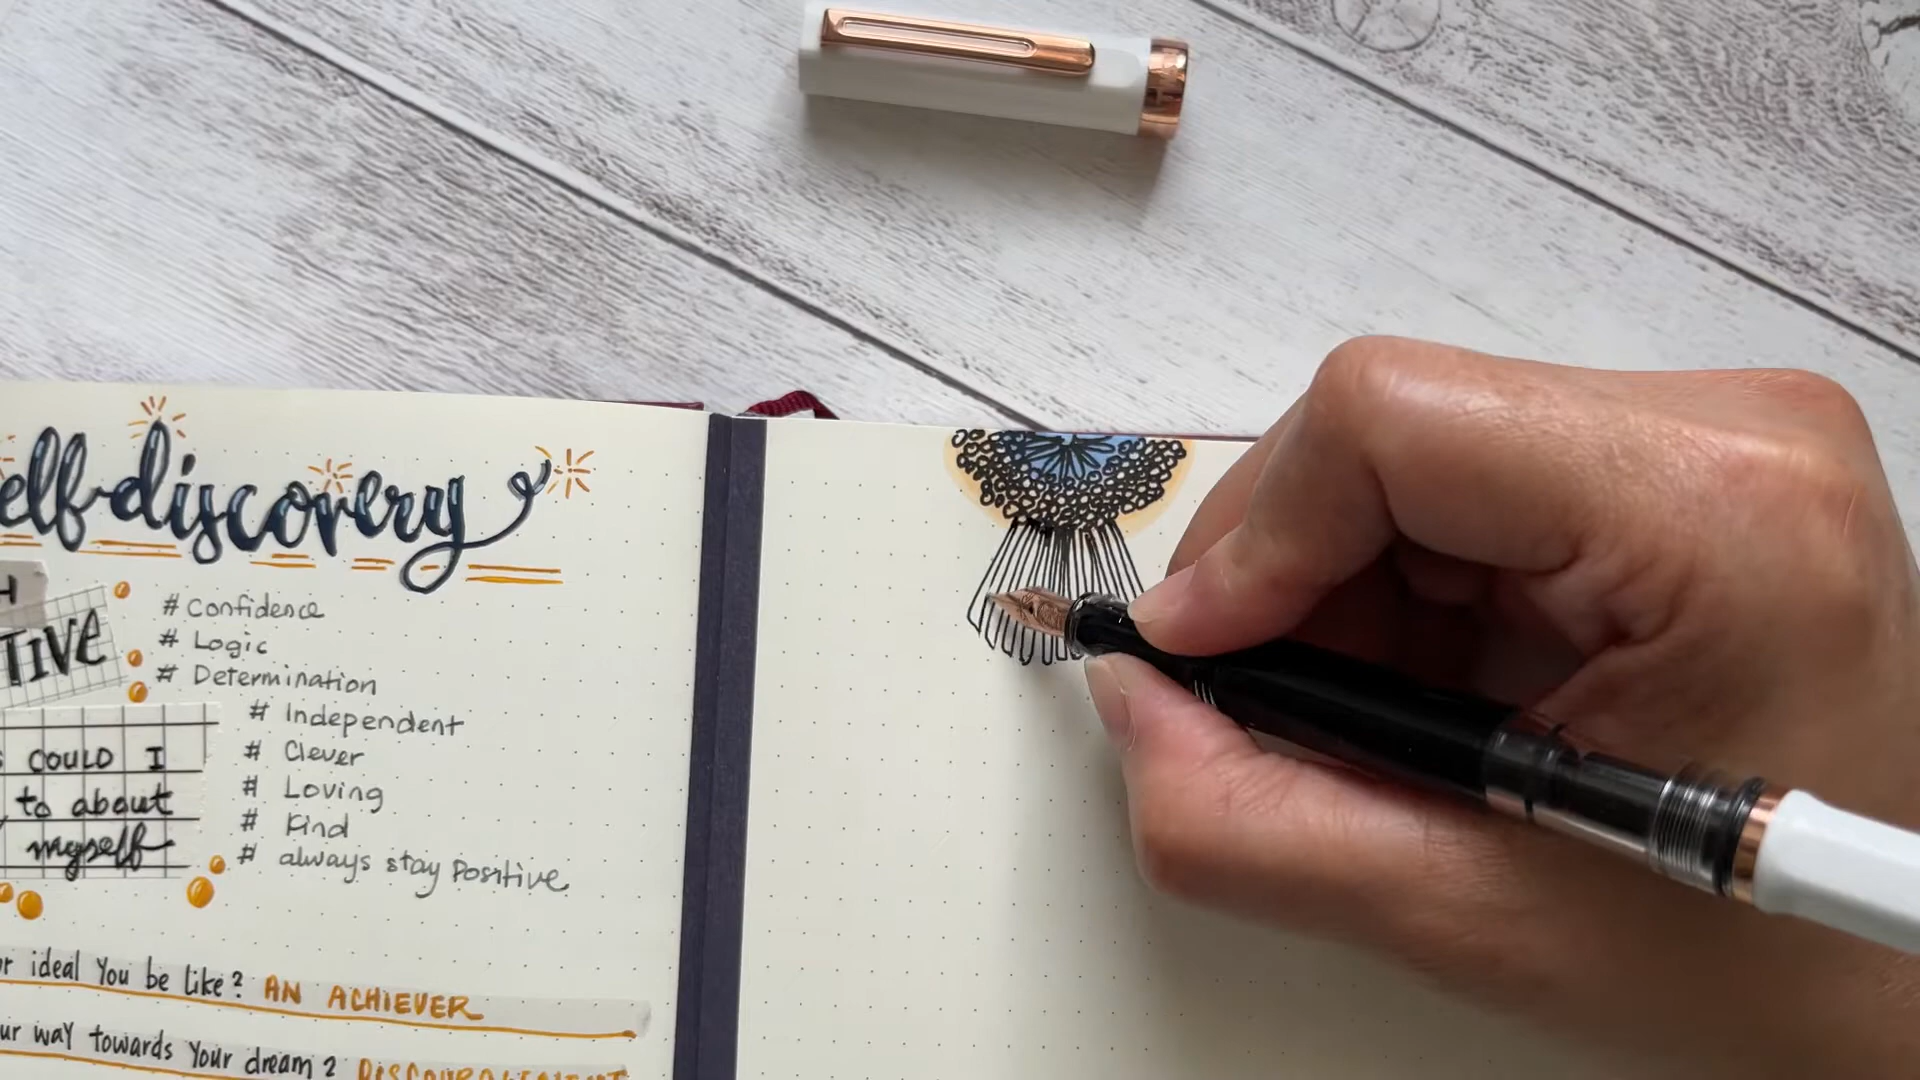 elf-discovery
H
TIVE
# Confidence
# Logic
# Determination
# Independent
# Clever
# Loving
# Kind
# always stay Positive
COULD I
to about
myself
ideal You be like? AN ACHIEVER
way towards Your dream?